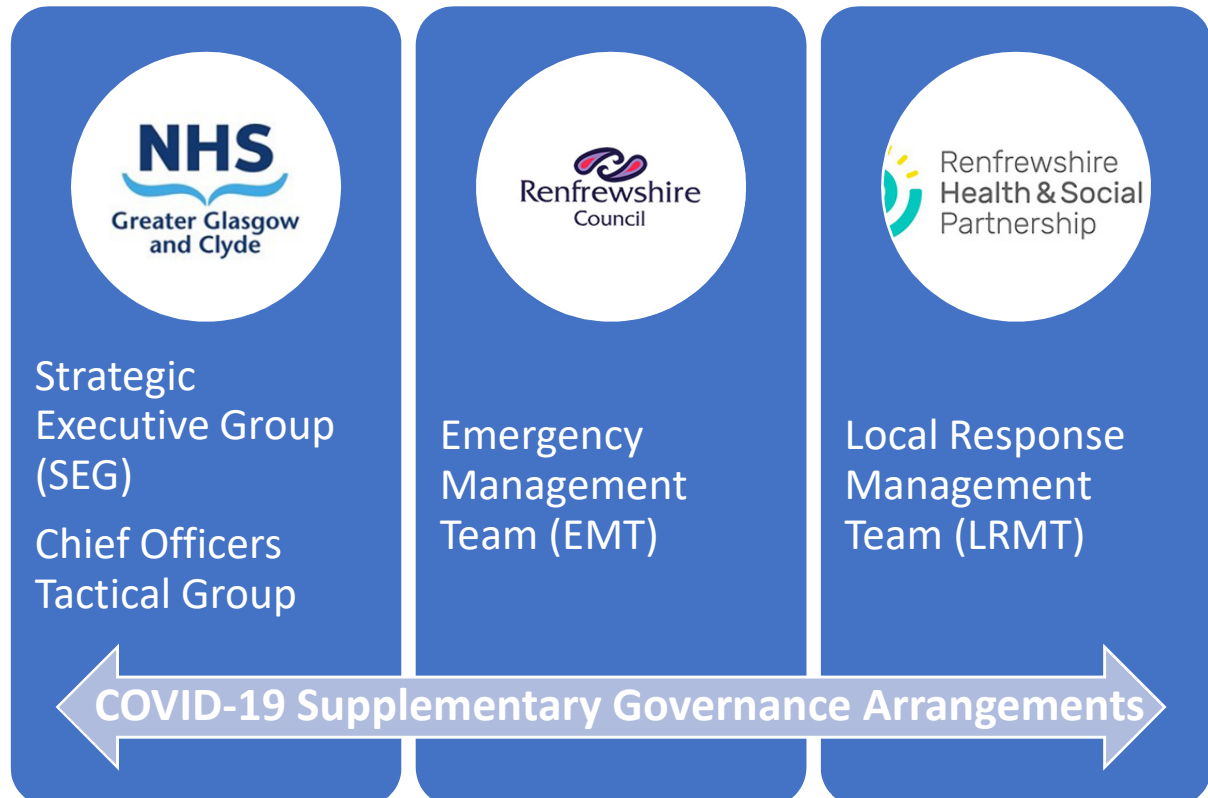 NHS
Greater Glasgow
and Clyde
Strategic
Executive Group
(SEG)
Chief Officers
Tactical Group
Renfrewshire
Council
Emergency
Management
Team (EMT)
Renfrewshire
Health & Social
Partnership
Local Response
Management
Team (LRMT)
COVID-19 Supplementary Governance Arrangements